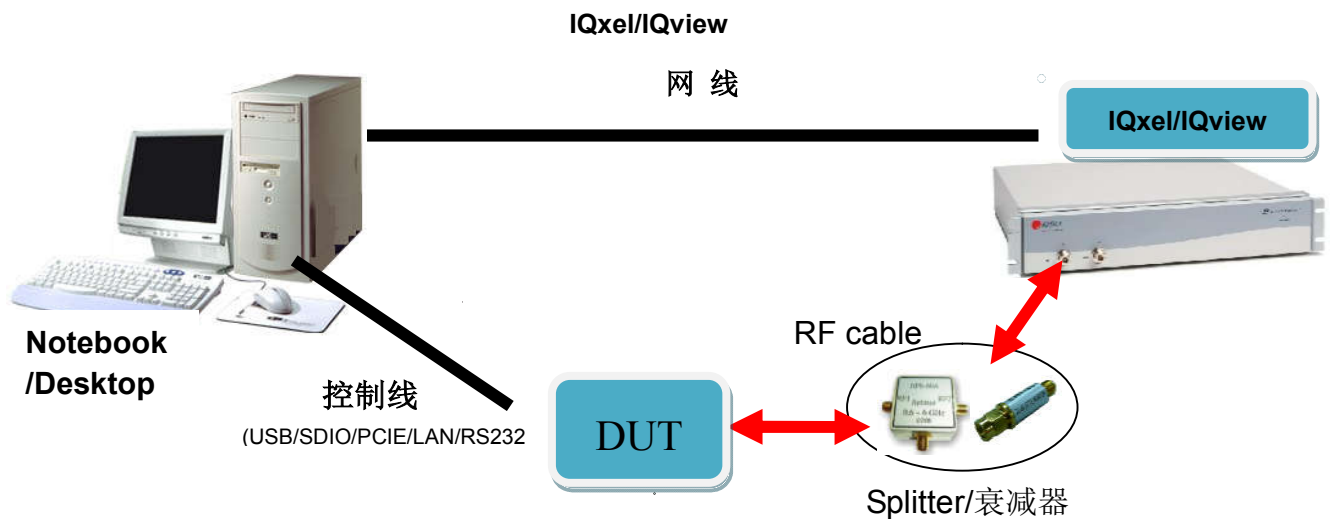 IQxel/IQview
网 线
IQxel/IQview
Notebook
/Desktop
控制线
(USB/SDIO/PCIE/LAN/RS232
DUT
RF cable
Splitter/衰减器